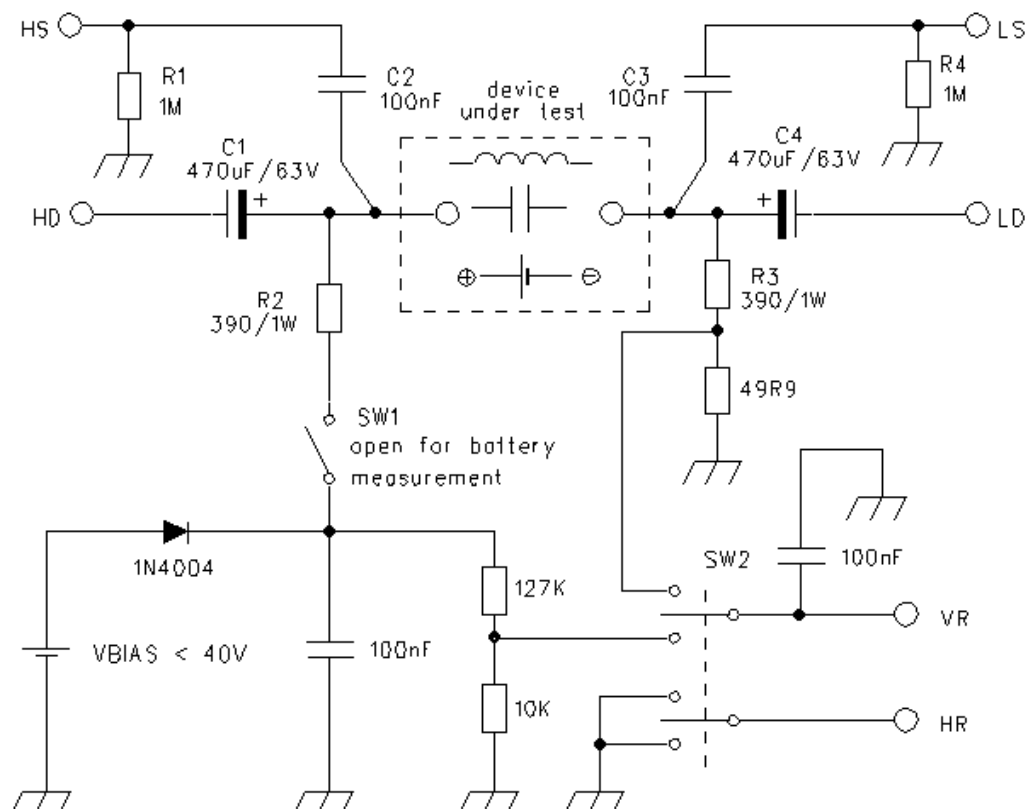 HS
LS
R1
1M
C2
100nF
device
under test
C3
100nF
R4
1M
C1
470uF/63V
+
C4
470uF/63V
+
HD
LD
R2
390/1W
R3
390/1W
+
-
49R9
SW1
open for battery
measurement
1N4004
VBIAS < 40V
100nF
127K
10K
SW2
100nF
VR
HR